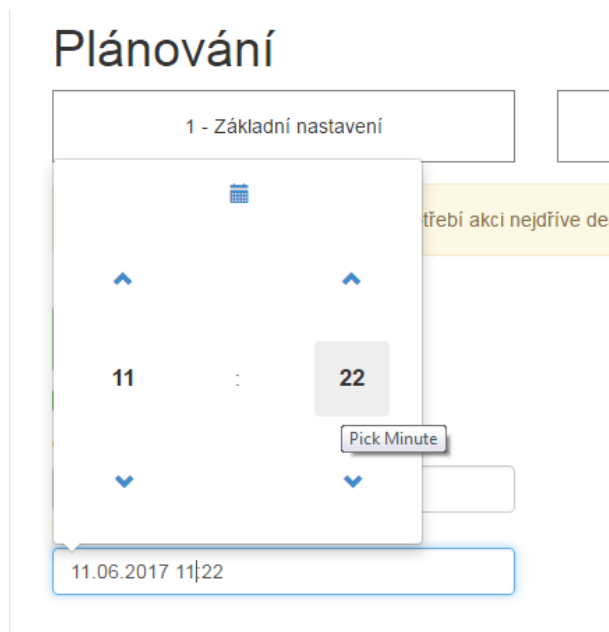 Plánování
1 - Základní nastavení
třebí akci nejdříve de
11 : 22
Pick Minute
11.06.2017 11:22